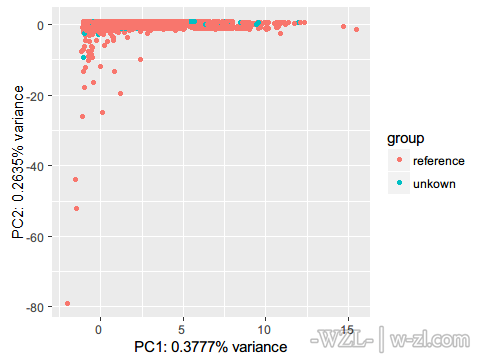 0
-20
-40
-60
-80
0
5
10
15
PC2: 0.2635% variance
PC1: 0.3777% variance
group
reference
unkown
-WZL- | w-zl.com